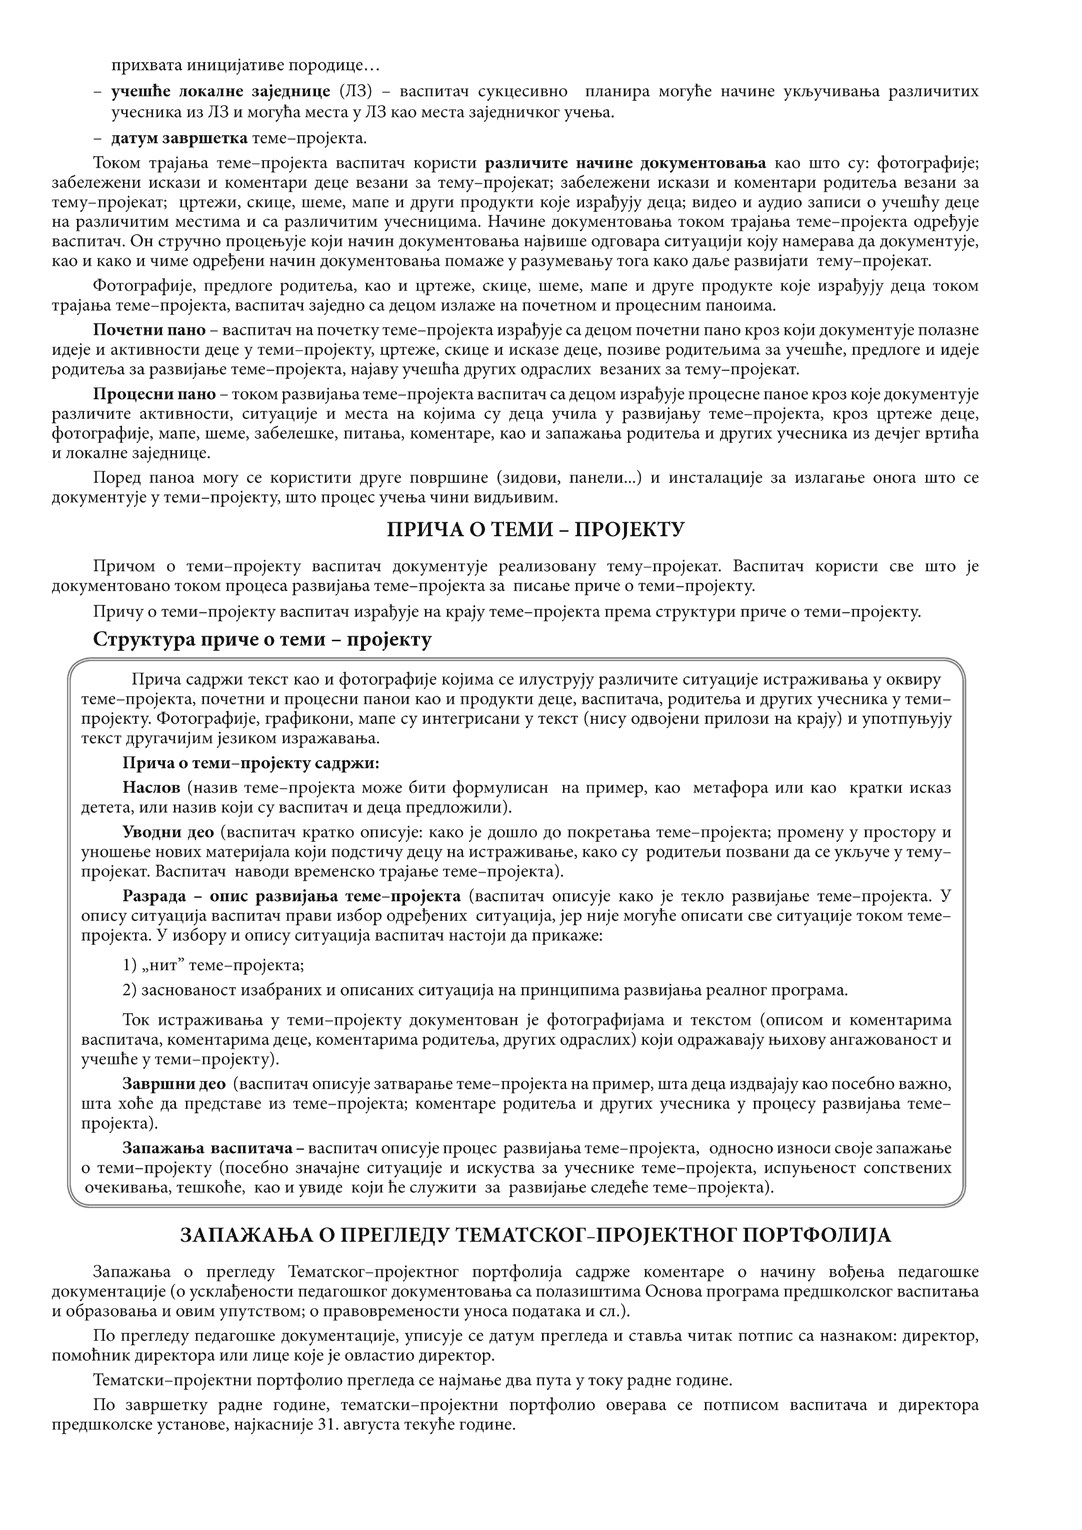 прихвата иницијативе породице…
– учешће локалне заједнице (ЛЗ) – васпитач сукцесивно планира могуће начине укључивања различитих
учесника из ЛЗ и могућа места у ЛЗ као места заједничког учења.
– датум завршетка теме–пројекта.
Током трајања теме–пројекта васпитач користи различите начине документовања као што су: фотографије;
забележени искази и коментари деце везани за тему–пројекат; забележени искази и коментари родитеља везани за
тему–пројекат; цртежи, скице, шеме, мапе и други продукти које израђују деца; видео и аудио записи о учешћу деце
на различитим местима и са различитим учесницима. Начине документовања током трајања теме–пројекта одређује
васпитач. Он стручно процењује који начин документовања највише одговара ситуацији коју намерава да документује,
као и како и чиме одређени начин документовања помаже у разумевању тога како даље развијати тему–пројекат.
Фотографије, предлоге родитеља, као и цртеже, скице, шеме, мапе и друге продукте које израђују деца током
трајања теме–пројекта, васпитач заједно са децом излаже на почетном и процесним паноима.
Почетни пано – васпитач на почетку теме–пројекта израђује са децом почетни пано кроз који документује полазне
идеје и активности деце у теми–пројекту, цртеже, скице и исказе деце, позиве родитељима за учешће, предлоге и идеје
родитеља за развијање теме–пројекта, најаву учешћа других одраслих везаних за тему–пројекат.
Процесни пано – током развијања теме–пројекта васпитач са децом израђује процесне паное кроз које документује
различите активности, ситуације и места на којима су деца учила у развијању теме–пројекта, кроз цртеже деце,
фотографије, мапе, шеме, забелешке, питања, коментаре, као и запажања родитеља и других учесника из дечјег вртића
и локалне заједнице.
Поред паноа могу се користити друге површине (зидови, панели...) и инсталације за излагање онога што се
документује у теми–пројекту, што процес учења чини видљивим.
ПРИЧА О ТЕМИ – ПРОЈЕКТУ
Причом о теми–пројекту васпитач документује реализовану тему–пројекат. Васпитач користи све што је
документовано током процеса развијања теме–пројекта за писање приче о теми–пројекту.
Причу о теми–пројекту васпитач израђује на крају теме–пројекта према структури приче о теми–пројекту.
Структура приче о теми – пројекту
Прича садржи текст као и фотографије којима се илуструју различите ситуације истраживања у оквиру
теме–пројекта, почетни и процесни панои као и продукти деце, васпитача, родитеља и других учесника у теми–
пројекту. Фотографије, графикони, мапе су интегрисани у текст (нису одвојени прилози на крају) и употпуњују
текст другачијим језиком изражавања.
Прича о теми–пројекту садржи:
Наслов (назив теме–пројекта може бити формулисан на пример, као метафора или као кратки исказ
детета, или назив који су васпитач и деца предложили).
Уводни део (васпитач кратко описује: како је дошло до покретања теме–пројекта; промену у простору и
уношење нових материјала који подстичу децу на истраживање, како су родитељи позвани да се укључе у тему–
пројекат. Васпитач наводи временско трајање теме–пројекта).
Разрада – опис развијања теме–пројекта (васпитач описује како је текло развијање теме–пројекта. У
опису ситуација васпитач прави избор одређених ситуација, јер није могуће описати све ситуације током теме–
пројекта. У избору и опису ситуација васпитач настоји да прикаже:
1) „нит” теме–пројекта;
2) заснованост изабраних и описаних ситуација на принципима развијања реалног програма.
Ток истраживања у теми–пројекту документован је фотографијама и текстом (описом и коментарима
васпитача, коментарима деце, коментарима родитеља, других одраслих) који одражавају њихову ангажованост и
учешће у теми–пројекту).
Завршни део (васпитач описује затварање теме–пројекта на пример, шта деца издвајају као посебно важно,
шта хоће да представе из теме–пројекта; коментаре родитеља и других учесника у процесу развијања теме–
пројекта).
Запажања васпитача – васпитач описује процес развијања теме–пројекта, односно износи своје запажање
о теми–пројекту (посебно значајне ситуације и искуства за учеснике теме–пројекта, испуњеност сопствених
очекивања, тешкоће, као и увиде који ће служити за развијање следеће теме–пројекта).
ЗАПАЖАЊА О ПРЕГЛЕДУ ТЕМАТСКОГ–ПРОЈЕКТНОГ ПОРТФОЛИЈА
Запажања о прегледу Тематског–пројектног портфолија садрже коментаре о начину вођења педагошке
документације (о усклађености педагошког документовања са полазиштима Основа програма предшколског васпитања
и образовања и овим упутством; о правовремености уноса података и сл.).
По прегледу педагошке документације, уписује се датум прегледа и ставља читак потпис са назнаком: директор,
помоћник директора или лице које је овластио директор.
Тематски–пројектни портфолио прегледа се најмање два пута у току радне године.
По завршетку радне године, тематски–пројектни портфолио оверава се потписом васпитача и директора
предшколске установе, најкасније 31. августа текуће године.